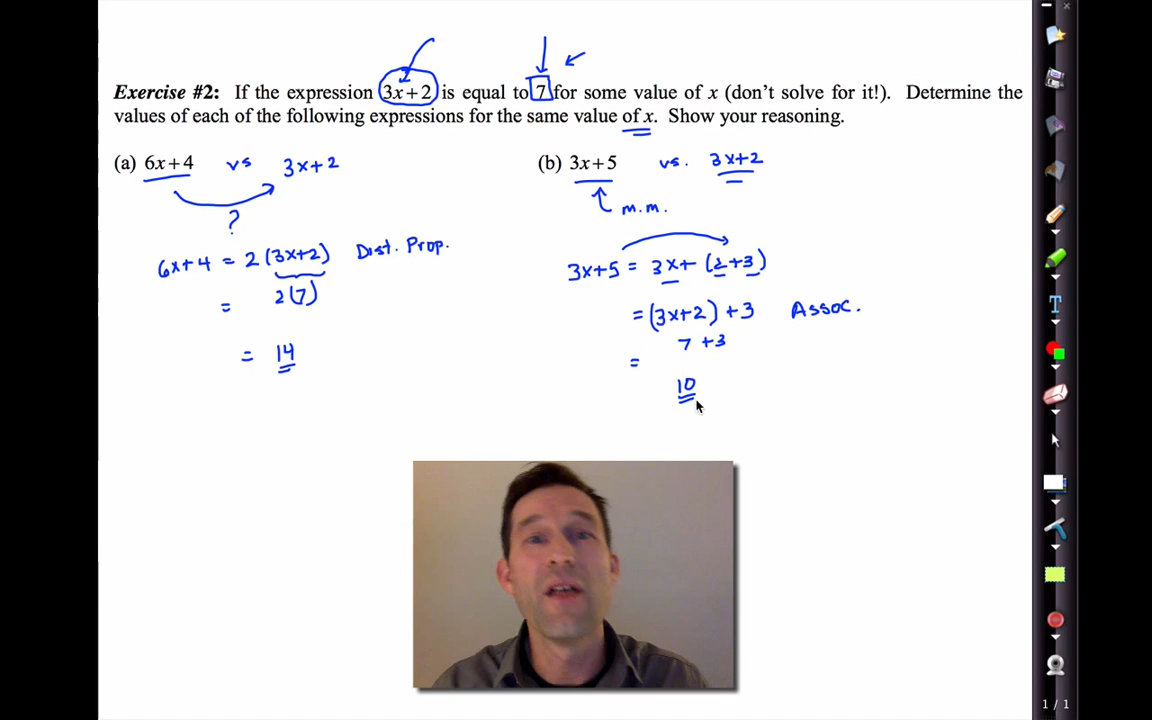 Exercise #2: If the expression 3x+2 is equal to 7 for some value of x (don't solve for it!). Determine the
values of each of the following expressions for the same value of x. Show your reasoning.
(a) 6x+4 vs 3x+2
?
6x+4 = 2(3x+2) Dist. Prop.
= 2(7)
= 14
(b) 3x+5 vs. 3x+2
m.m.
3x+5 = 3x+(2+3)
=(3x+2)+3 Assoc.
7 +3
=
10
T
1 / 1